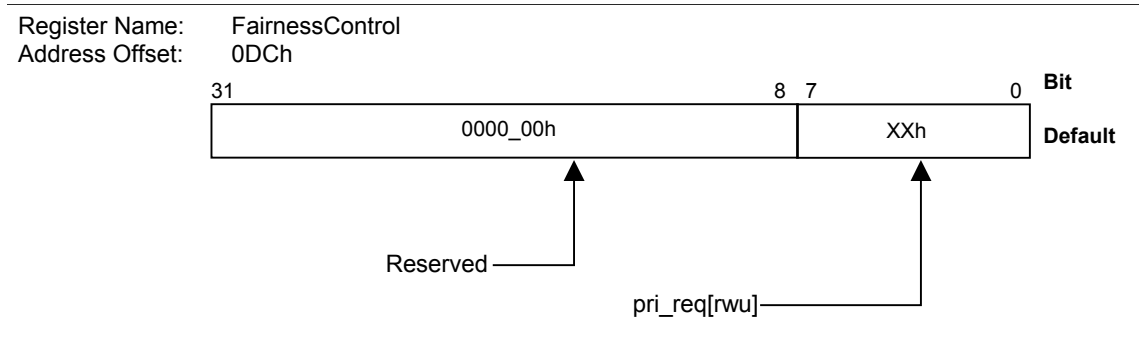 Register Name: FairnessControl
Address Offset: 0DCh
31 8 7 0 Bit
0000_00h XXh Default
Reserved
pri_req[rwu]